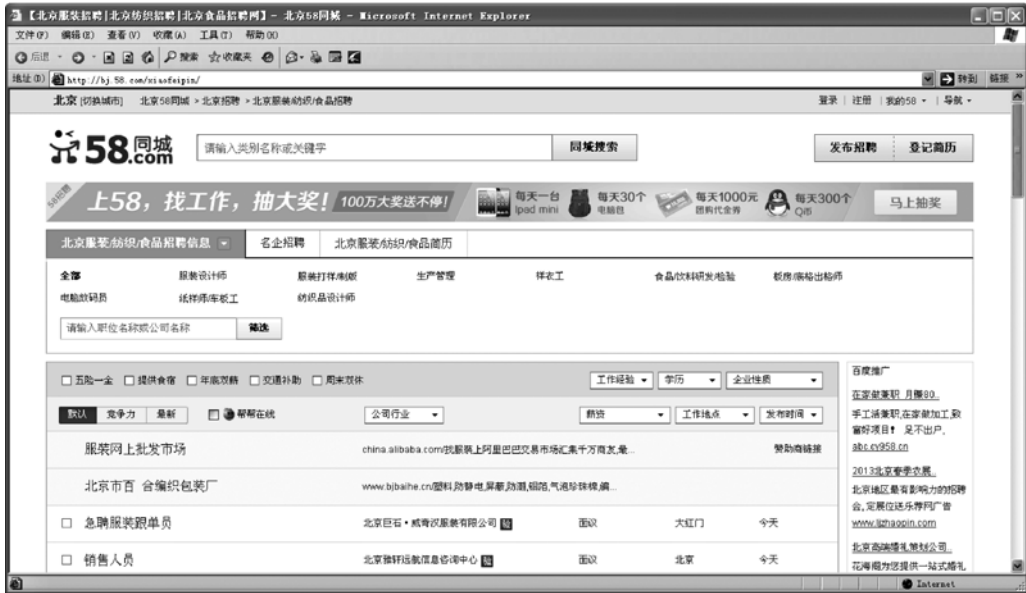 【北京服装招聘|北京纺织招聘|北京食品招聘网】- 北京58同城 - Microsoft Internet Explorer
文件(F) 编辑(E) 查看(V) 收藏(A) 工具(T) 帮助(H)
后退 搜索 收藏夹
地址(D) http://bj.58.com/xiaofeipin/ 转到 链接 »
北京 [切换城市] 北京58同城 > 北京招聘 > 北京服装/纺织/食品招聘 登录 | 注册 | 我的58 | 导航
58同城.com 请输入类别名称或关键字 同城搜索 发布招聘 登记简历
58招聘 上58，找工作，抽大奖！ 100万大奖送不停! 每天一台 Ipad mini 每天30个 电脑包 每天1000元 团购代金券 每天300个 Q币 马上抽奖
北京服装/纺织/食品招聘信息 名企招聘 北京服装/纺织/食品简历
全部 服装设计师 服装打样/制版 生产管理 样衣工 食品/饮料研发/检验 板房/底格出格师
电脑放码员 纸样师/车板工 纺织品设计师
请输入职位名称或公司名称 筛选
五险一金 提供食宿 年底双薪 交通补助 周末双休 工作经验 学历 企业性质
默认 竞争力 最新 帮帮在线 公司行业 薪资 工作地点 发布时间
服装网上批发市场 china.alibaba.com/找服装上阿里巴巴交易市场汇集千万商友,最... 赞助商链接
北京市百 合编织包装厂 www.bjbaihe.cn/塑料,防静电,屏蔽,防潮,铝箔,气泡珍珠棉,编...
急聘服装跟单员 北京巨石·威奇汉服装有限公司 面议 大红门 今天
销售人员 北京雅轩远航信息咨询中心 面议 北京 今天
百度推广
在家做兼职 月赚80..
手工活兼职,在家做加工,致
富好项目! 足不出户,
abc.cy958.cn
2013北京春季农展..
北京地区最有影响力的招聘
会,定展位送乐荐网广告
www.lizhaopin.com
北京高端婚礼策划公司..
花海阁为您提供一站式婚礼
Internet